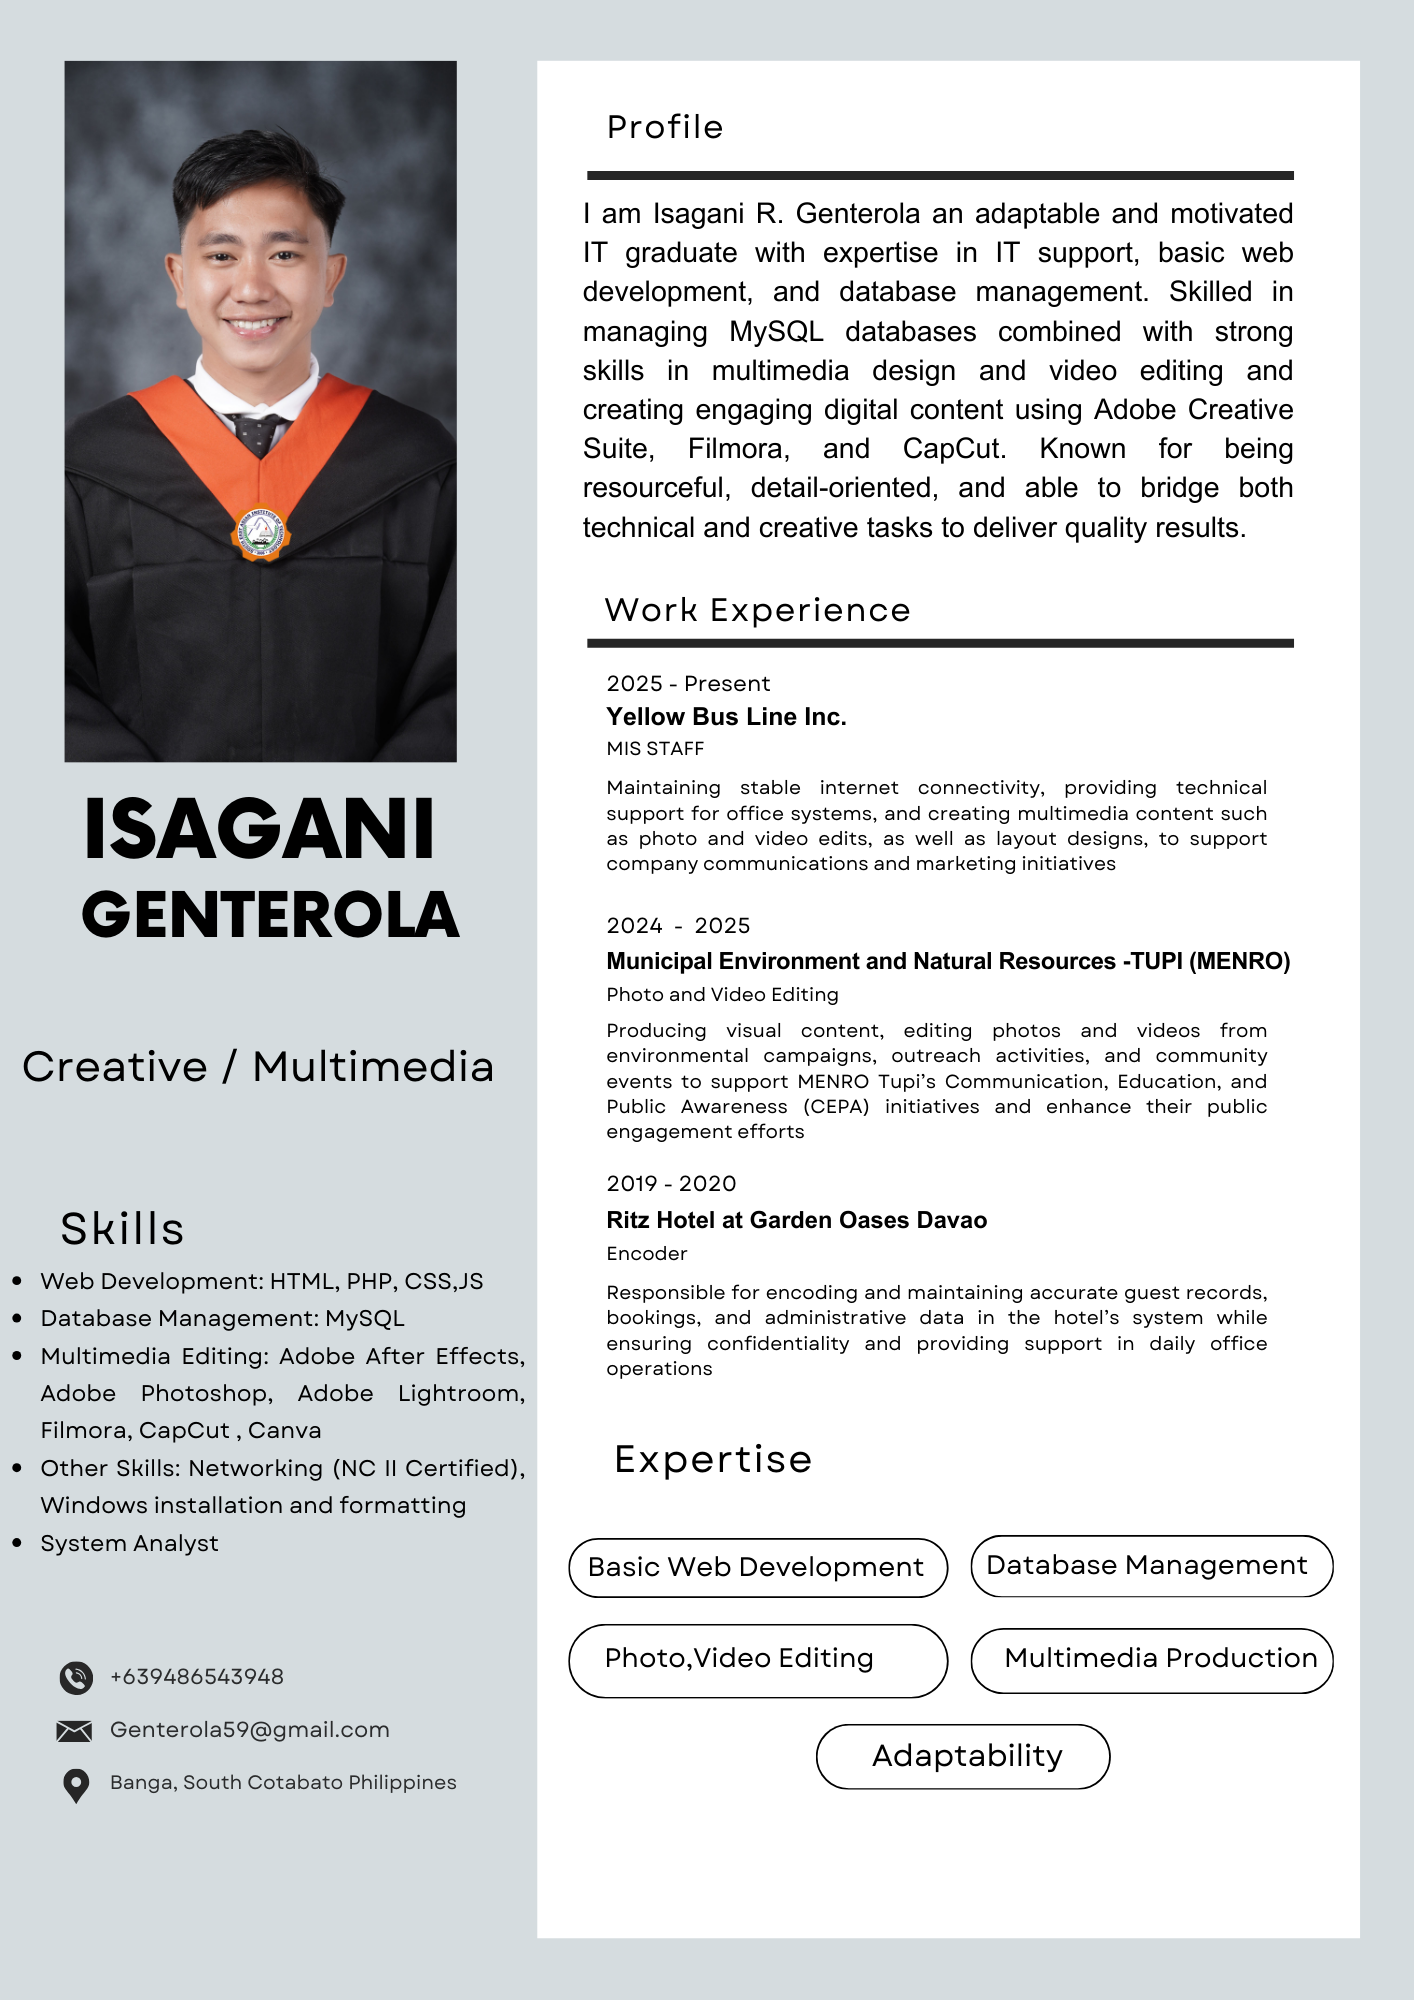 ISAGANI
GENTEROLA
Creative / Multimedia
Skills
Web Development: HTML, PHP, CSS,JS
Database Management: MySQL
Multimedia Editing: Adobe After Effects,
Adobe Photoshop, Adobe Lightroom,
Filmora, CapCut , Canva
Other Skills: Networking (NC II Certified),
Windows installation and formatting
System Analyst
+639486543948
Genterola59@gmail.com
Banga, South Cotabato Philippines
Profile
I am Isagani R. Genterola an adaptable and motivated
IT graduate with expertise in IT support, basic web
development, and database management. Skilled in
managing MySQL databases combined with strong
skills in multimedia design and video editing and
creating engaging digital content using Adobe Creative
Suite, Filmora, and CapCut. Known for being
resourceful, detail-oriented, and able to bridge both
technical and creative tasks to deliver quality results.
Work Experience
2025 - Present
Yellow Bus Line Inc.
MIS STAFF
Maintaining stable internet connectivity, providing technical
support for office systems, and creating multimedia content such
as photo and video edits, as well as layout designs, to support
company communications and marketing initiatives
2024 - 2025
Municipal Environment and Natural Resources -TUPI (MENRO)
Photo and Video Editing
Producing visual content, editing photos and videos from
environmental campaigns, outreach activities, and community
events to support MENRO Tupi's Communication, Education, and
Public Awareness (CEPA) initiatives and enhance their public
engagement efforts
2019 - 2020
Ritz Hotel at Garden Oases Davao
Encoder
Responsible for encoding and maintaining accurate guest records,
bookings, and administrative data in the hotel's system while
ensuring confidentiality and providing support in daily office
operations
Expertise
Basic Web Development
Database Management
Photo,Video Editing
Multimedia Production
Adaptability